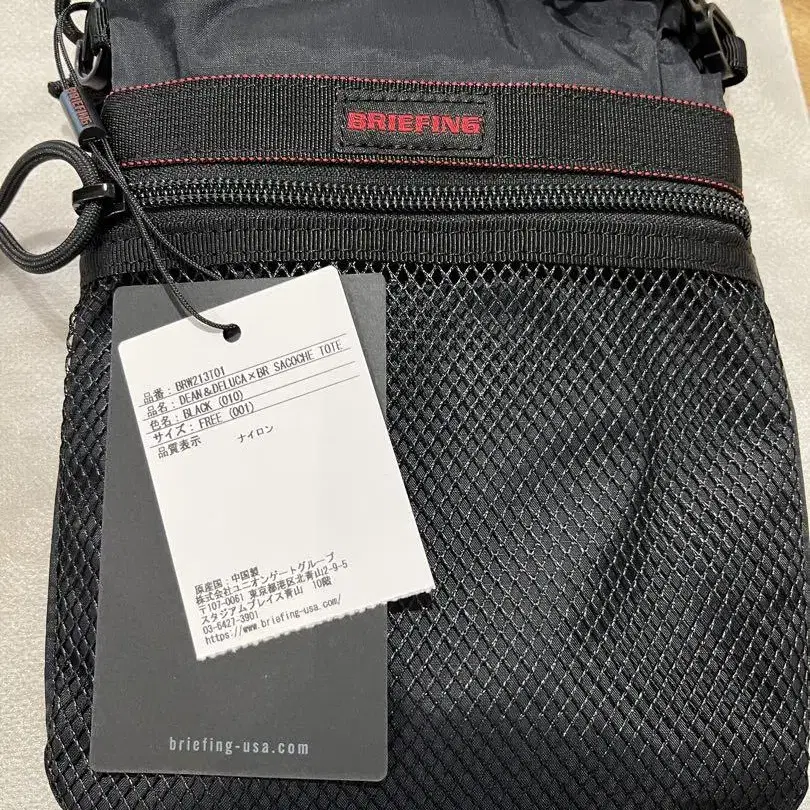 BRIEFING
BRIEFING
品番：BRW213T01
品名：DEAN&DELUCA×BR SACOCHE TOTE
色名：BLACK (010)
サイズ：FREE (001)
品質表示 ナイロン
原産国：中国製
株式会社ユニオンゲートグループ
〒107-0061 東京都港区北青山2-9-5
スタジアムプレイス青山 10階
03-6427-3901
https://www.briefing-usa.com/
briefing-usa.com